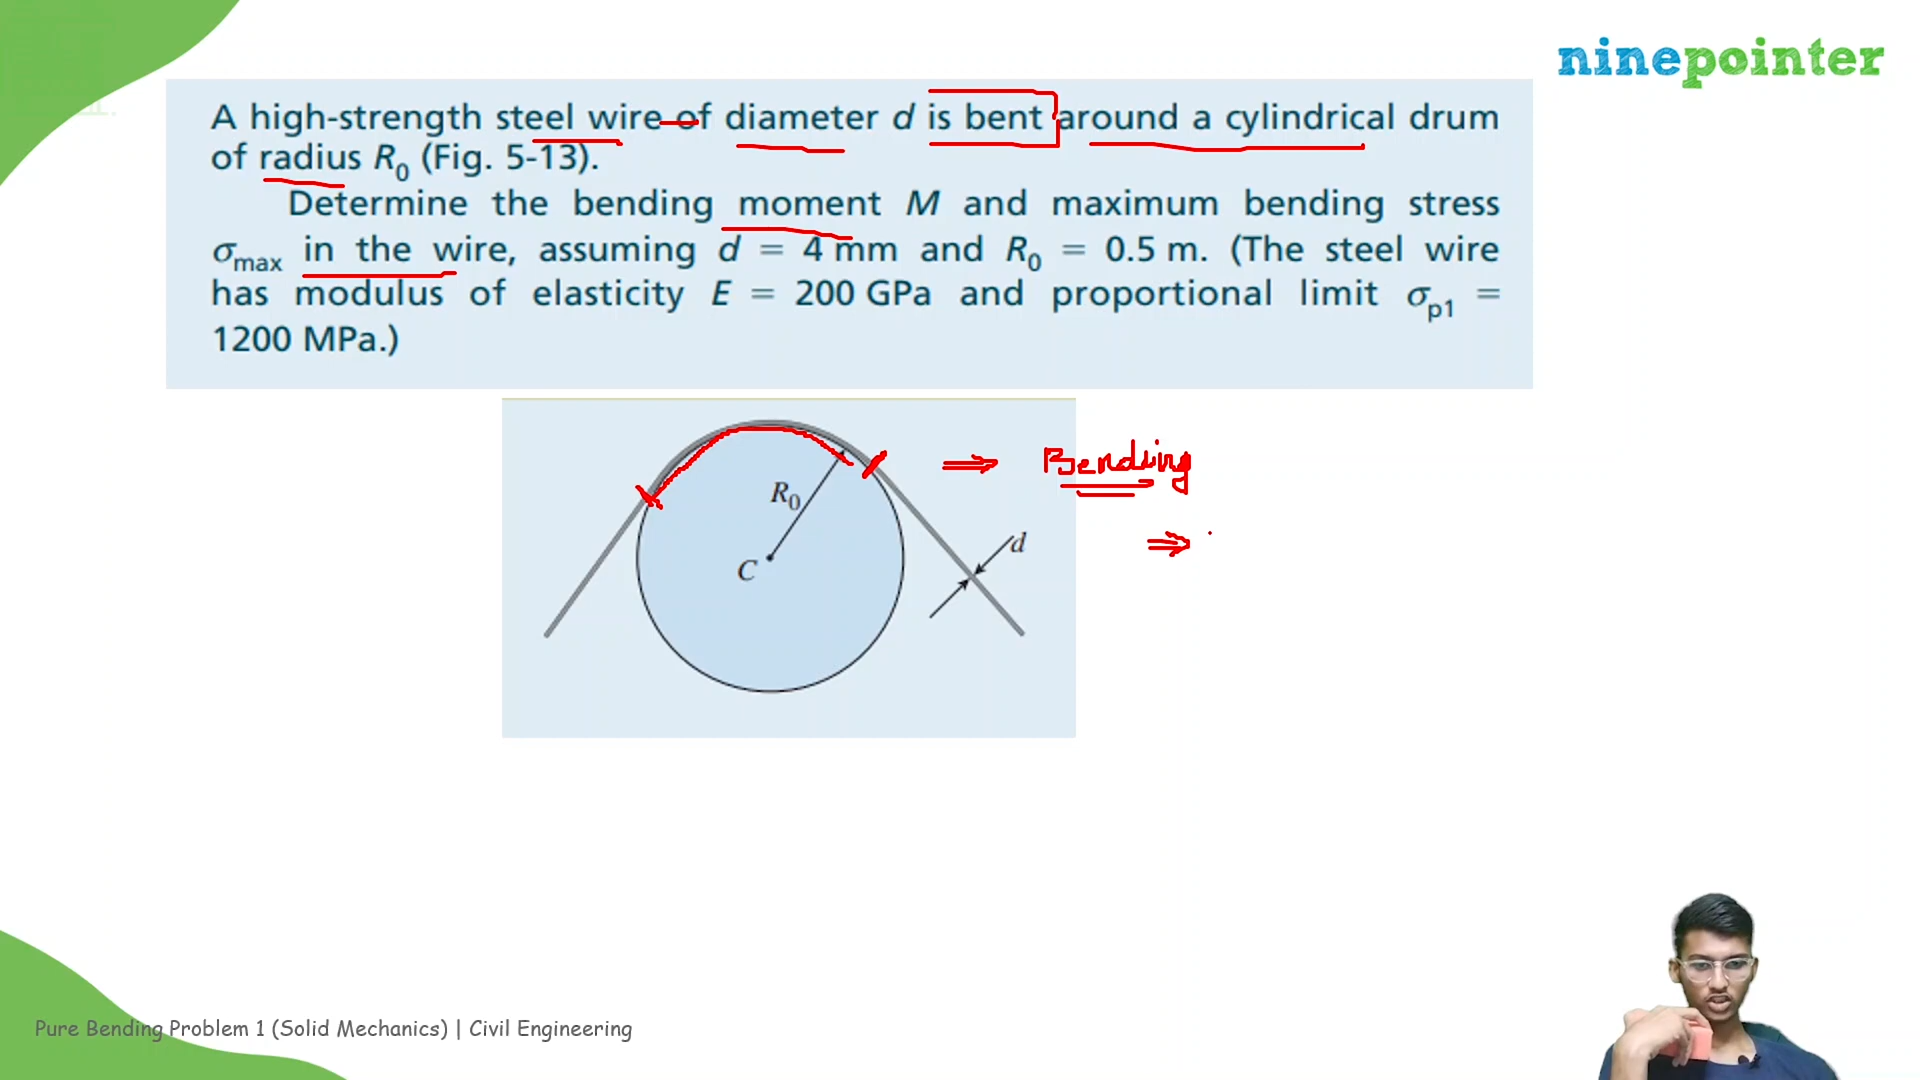 ninepointer
A high-strength steel wire of diameter d is bent around a cylindrical drum
of radius R₀ (Fig. 5-13).
Determine the bending moment M and maximum bending stress
σmax in the wire, assuming d = 4 mm and R₀ = 0.5 m. (The steel wire
has modulus of elasticity E = 200 GPa and proportional limit σp1 =
1200 MPa.)
⇒ Bending
R₀
⇒
d
C
Pure Bending Problem 1 (Solid Mechanics) | Civil Engineering